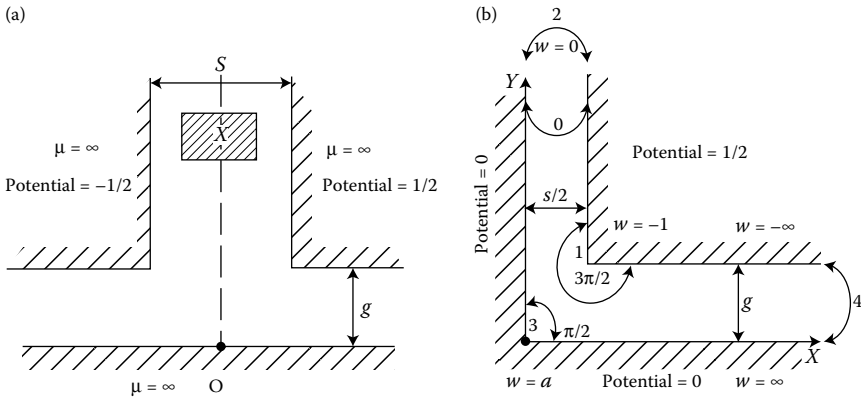 (a)
S
X
μ = ∞
Potential = −1/2
μ = ∞
Potential = 1/2
g
μ = ∞
O
(b)
2
w = 0
Y
0
Potential = 0
Potential = 1/2
s/2
w = −1
w = −∞
1
3π/2
g
4
3
π/2
X
w = a
Potential = 0
w = ∞